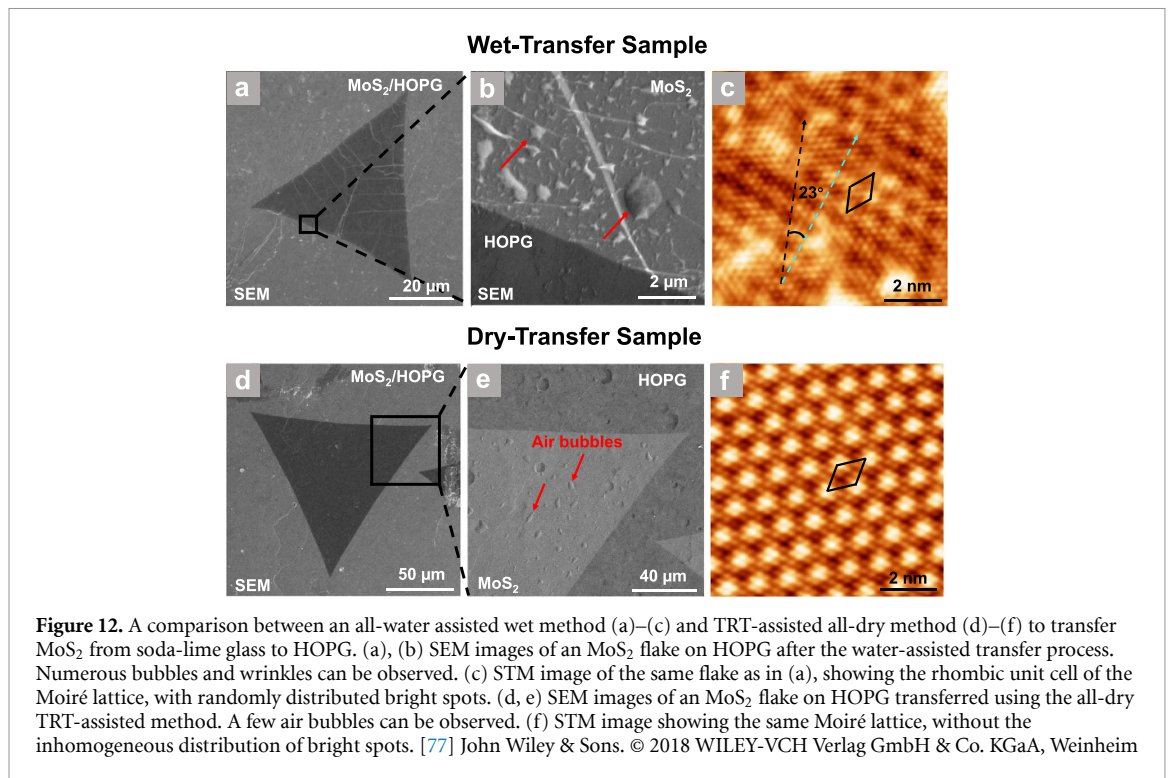 Wet-Transfer Sample
a
MoS₂/HOPG
SEM
20 µm
b
MoS₂
HOPG
SEM
2 µm
c
23°
2 nm
Dry-Transfer Sample
d
MoS₂/HOPG
SEM
50 µm
e
HOPG
Air bubbles
MoS₂
40 µm
f
2 nm
Figure 12. A comparison between an all-water assisted wet method (a)–(c) and TRT-assisted all-dry method (d)–(f) to transfer
MoS₂ from soda-lime glass to HOPG. (a), (b) SEM images of an MoS₂ flake on HOPG after the water-assisted transfer process.
Numerous bubbles and wrinkles can be observed. (c) STM image of the same flake as in (a), showing the rhombic unit cell of the
Moiré lattice, with randomly distributed bright spots. (d, e) SEM images of an MoS₂ flake on HOPG transferred using the all-dry
TRT-assisted method. A few air bubbles can be observed. (f) STM image showing the same Moiré lattice, without the
inhomogeneous distribution of bright spots. [77] John Wiley & Sons. © 2018 WILEY-VCH Verlag GmbH & Co. KGaA, Weinheim